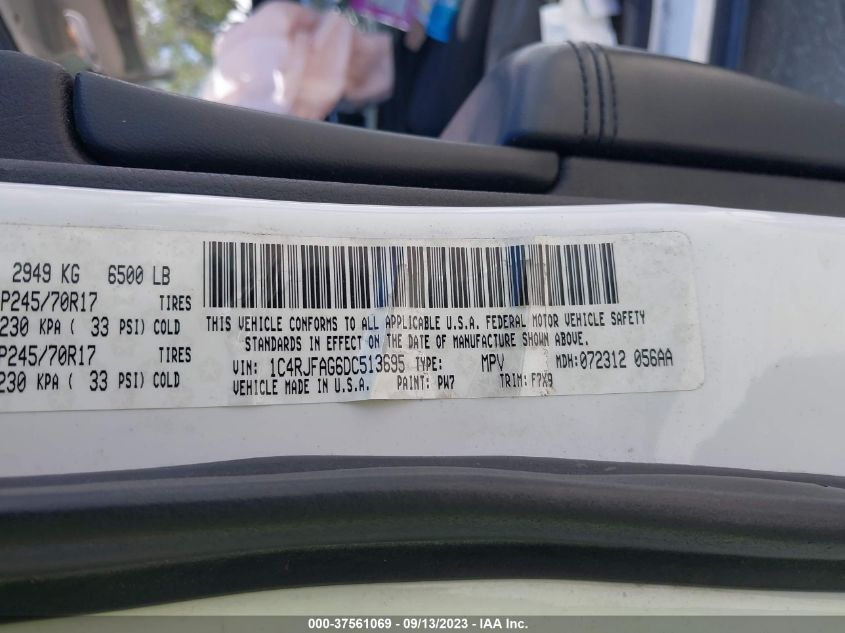 2949 KG 6500 LB
P245/70R17 TIRES
230 KPA ( 33 PSI) COLD
P245/70R17 TIRES
230 KPA ( 33 PSI) COLD
THIS VEHICLE CONFORMS TO ALL APPLICABLE U.S.A. FEDERAL MOTOR VEHICLE SAFETY
STANDARDS IN EFFECT ON THE DATE OF MANUFACTURE SHOWN ABOVE.
VIN: 1C4RJFAG6DC513695 TYPE: MPV MDH:072312 056AA
VEHICLE MADE IN U.S.A. PAINT: PW7 TRIM: F7X9
000-37561069 - 09/13/2023 - IAA Inc.